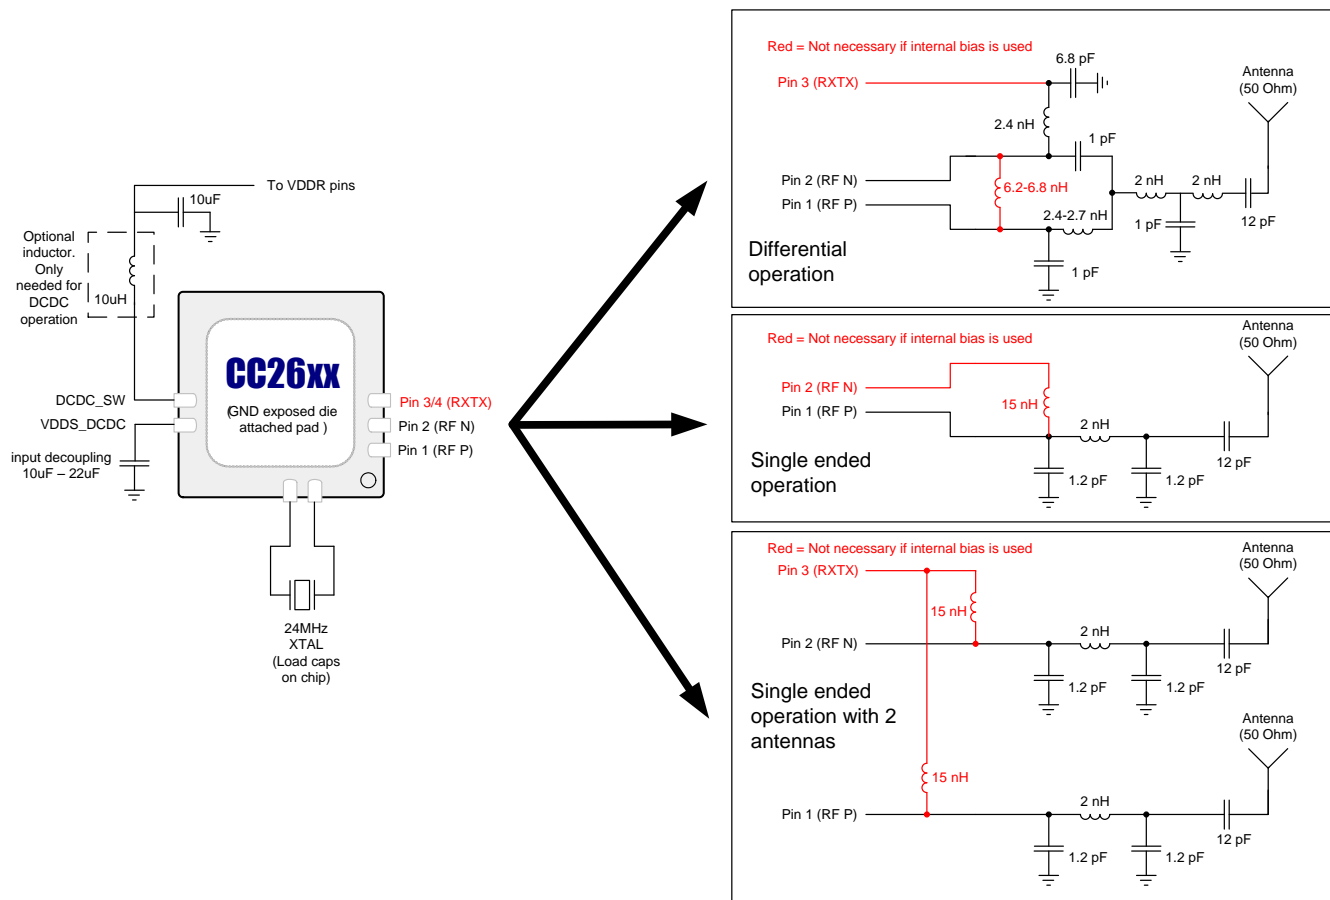 To VDDR pins
10uF
Optional
inductor.
Only
needed for
DCDC
operation
10uH
CC26xx
(GND exposed die
attached pad )
DCDC_SW
VDDS_DCDC
input decoupling
10uF – 22uF
Pin 3/4 (RXTX)
Pin 2 (RF N)
Pin 1 (RF P)
24MHz
XTAL
(Load caps
on chip)
Red = Not necessary if internal bias is used
Pin 3 (RXTX)
6.8 pF
Antenna
(50 Ohm)
2.4 nH
1 pF
Pin 2 (RF N)
6.2-6.8 nH
2 nH
2 nH
Pin 1 (RF P)
2.4-2.7 nH
1 pF
12 pF
Differential
operation
1 pF
Red = Not necessary if internal bias is used
Antenna
(50 Ohm)
Pin 2 (RF N)
15 nH
Pin 1 (RF P)
2 nH
12 pF
Single ended
operation
1.2 pF
1.2 pF
Red = Not necessary if internal bias is used
Antenna
(50 Ohm)
Pin 3 (RXTX)
15 nH
Pin 2 (RF N)
2 nH
12 pF
1.2 pF
1.2 pF
Single ended
operation with 2
antennas
Antenna
(50 Ohm)
15 nH
Pin 1 (RF P)
2 nH
12 pF
1.2 pF
1.2 pF